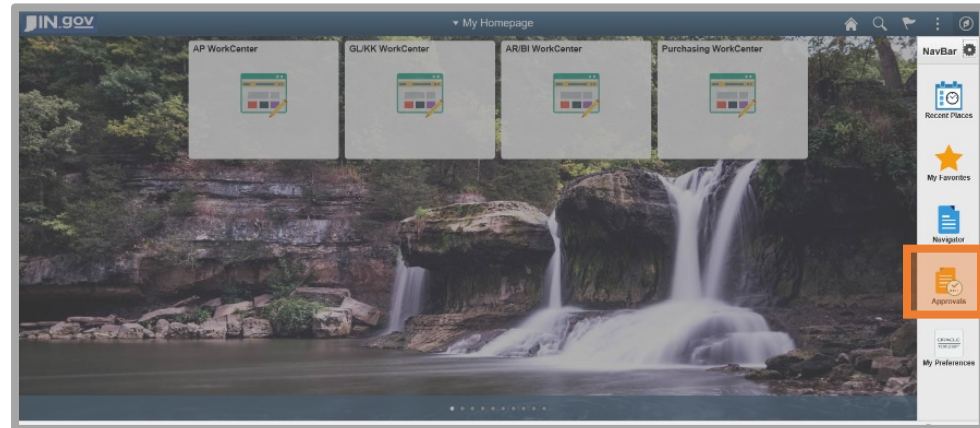 IN.gov
My Homepage
AP WorkCenter
GL/KK WorkCenter
AR/BI WorkCenter
Purchasing WorkCenter
NavBar
Recent Places
My Favorites
Navigator
Approvals
ORACLE
My Preferences